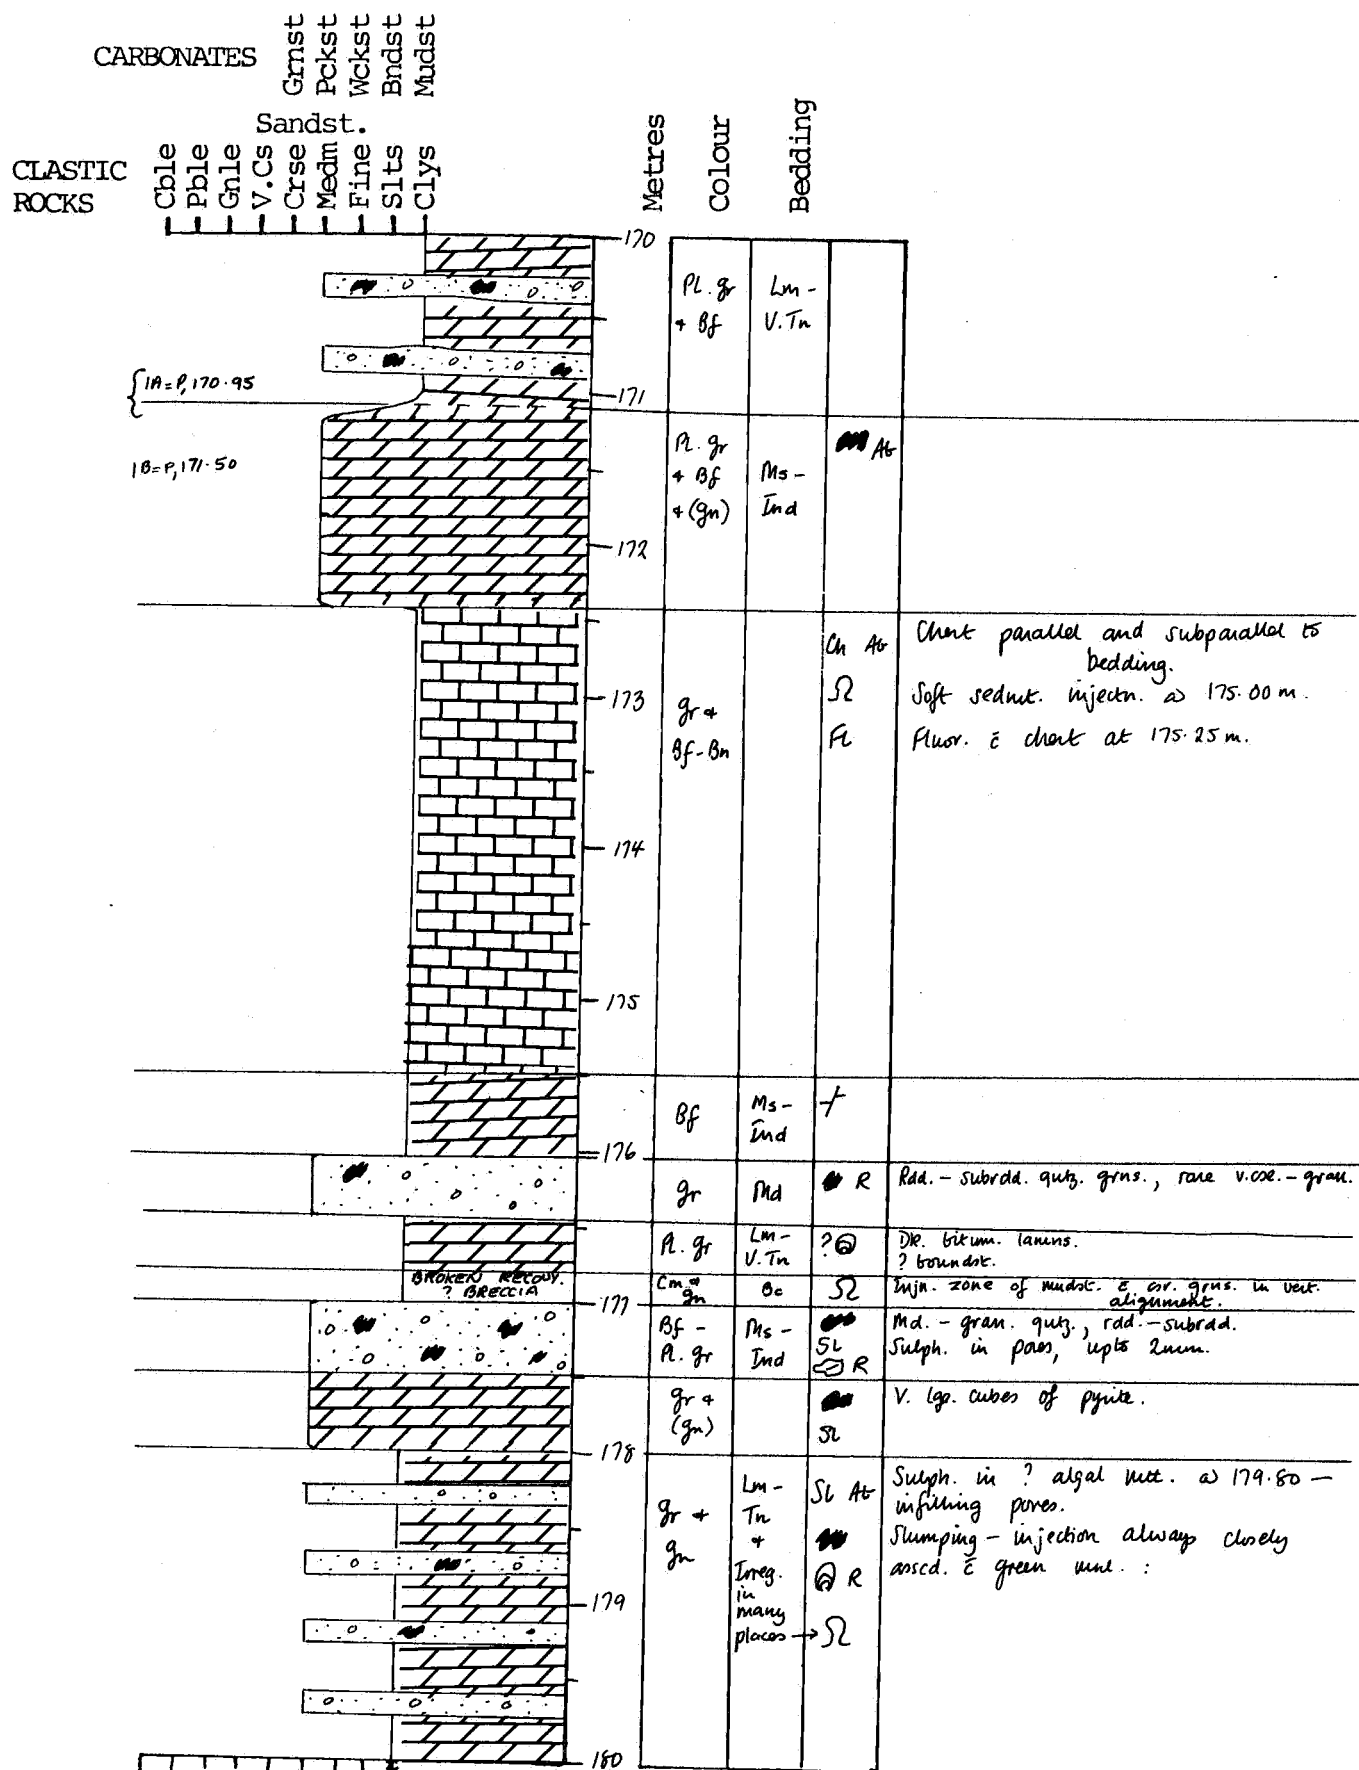 CARBONATES
Grnst
Pckst
Wckst
Bndst
Mudst
Sandst.
CLASTIC
ROCKS
Cble
Pble
Gnle
V.Cs
Crse
Medm
Fine
Slts
Clys
Metres
Colour
Bedding
170
Pl. gr Lm -
+ Bf V.Tn
{1A=P, 170.95
171
Pl. gr At
1B=P, 171.50
+ Bf Ms -
+ (gn) Ind
172
Ch At Chert parallel and subparallel to
bedding.
173 Ω Soft sedmt. injectn. @ 175.00 m.
gr +
Bf-Bn FL Fluor. c̄ chert at 175.25 m.
174
175
Bf Ms -
Ind
176
gr Md R Rdd. - subrdd. qutz. grns., rare v.cse. - gran.
Pl. gr Lm - ? Dk. bitum. lamins.
V. Tn ? boundst.
BROKEN RECOVY. Cm + Bc Ω Injn. zone of mudst. c̄ csr. grns. in vert.
? BRECCIA gn alignment.
177
Bf - Ms - Md. - gran. qutz., rdd. - subrdd.
Pl. gr Ind SL Sulph. in pores, upto 2mm.
R
gr + V. lge. cubes of pyrite.
(gn) SL
178
Lm - SL At Sulph. in ? algal @ 179.80 —
gr + Tn infilling pores.
gn + Slumping - injection always closely
Irreg. R asscd. c̄ green :
in
179 many
places → Ω
180